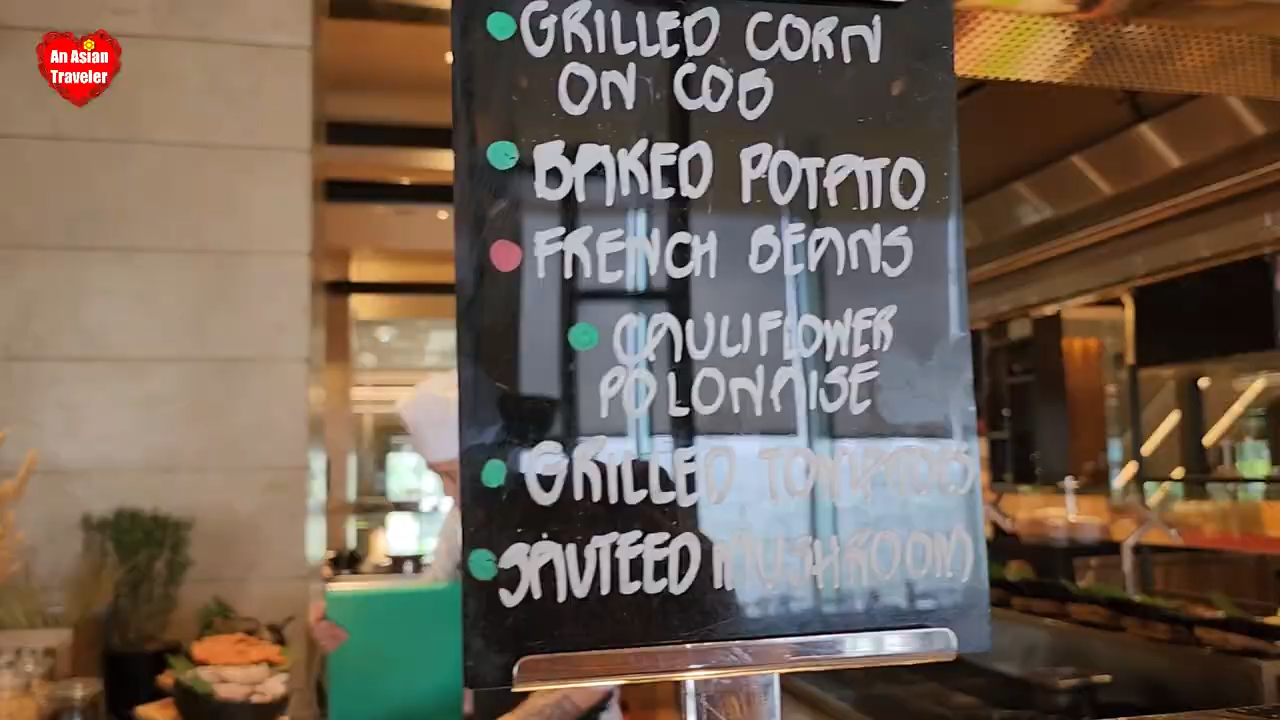 An Asian
Traveler
GRILLED CORN
ON COB
BAKED POTATO
FRENCH BEANS
CAULIFLOWER
POLONAISE
GRILLED TOMATOES
SAUTEED MUSHROOM